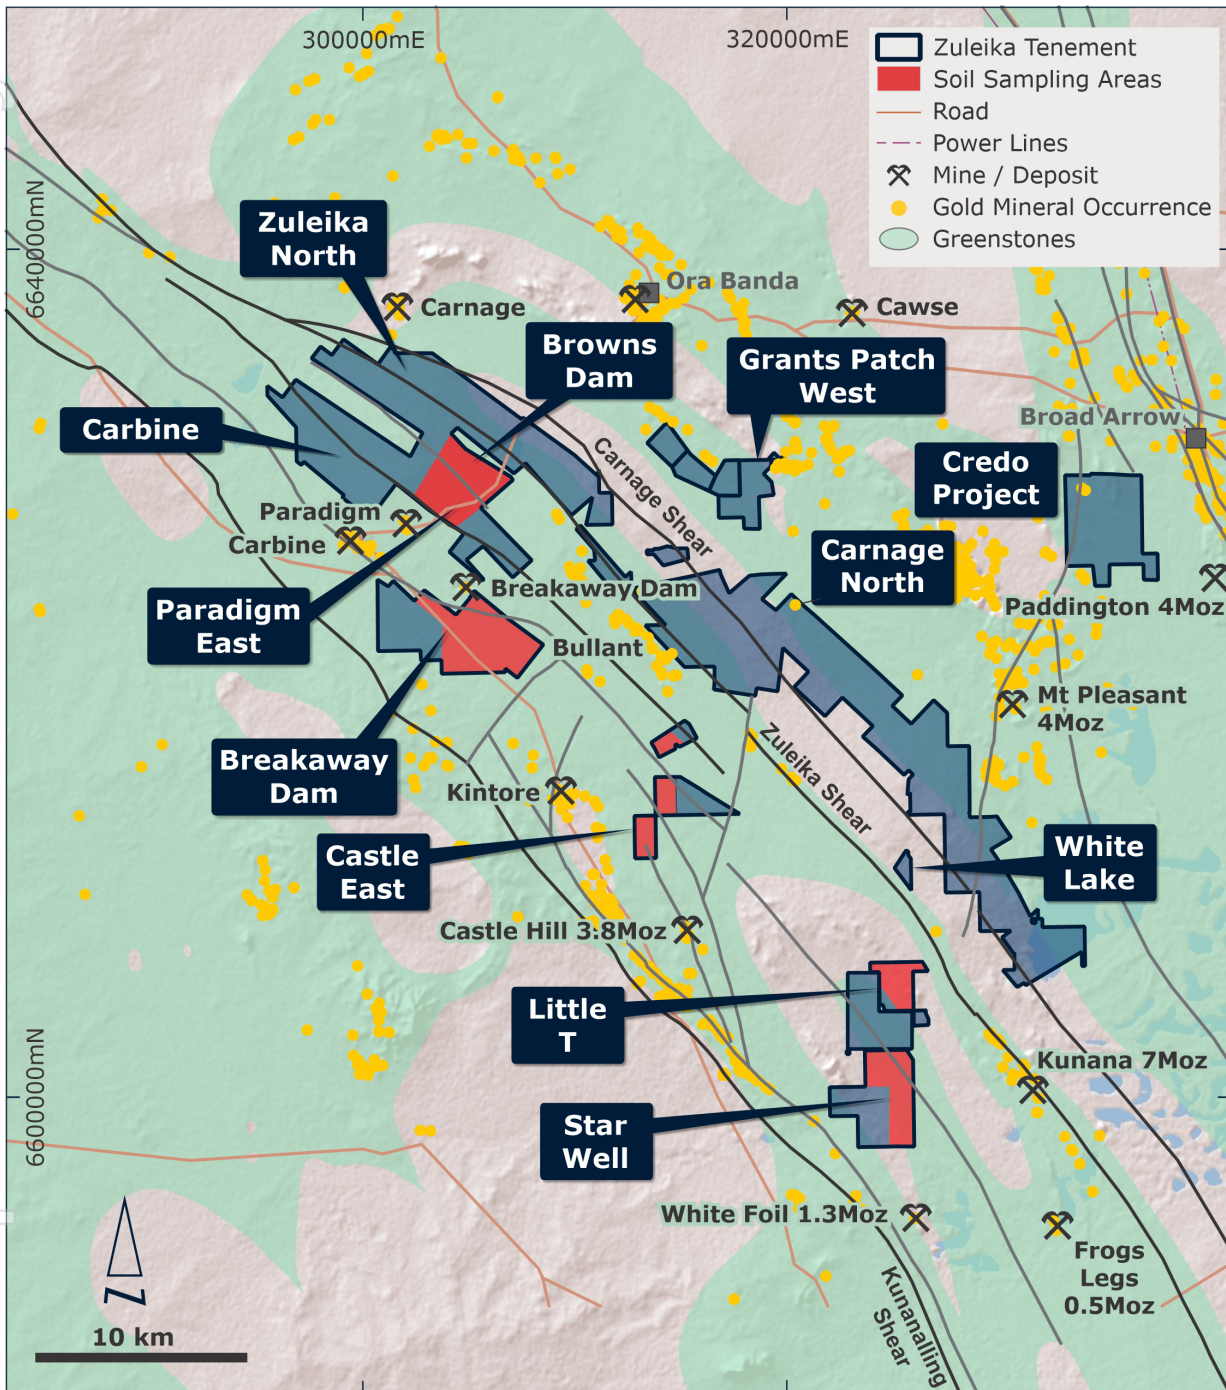 300000mE
320000mE
6640000mN
6600000mN
Zuleika Tenement
Soil Sampling Areas
Road
Power Lines
Mine / Deposit
Gold Mineral Occurrence
Greenstones
Zuleika
North
Carnage
Ora Banda
Cawse
Browns
Dam
Grants Patch
West
Carbine
Broad Arrow
Carnage Shear
Credo
Project
Paradigm
Carbine
Carnage
North
Breakaway Dam
Paddington 4Moz
Paradigm
East
Bullant
Mt Pleasant
4Moz
Breakaway
Dam
Zuleika Shear
Kintore
Castle
East
White
Lake
Castle Hill 3.8Moz
Little
T
Kunana 7Moz
Star
Well
White Foil 1.3Moz
Frogs
Legs
0.5Moz
Kunanalling
Shear
N
10 km